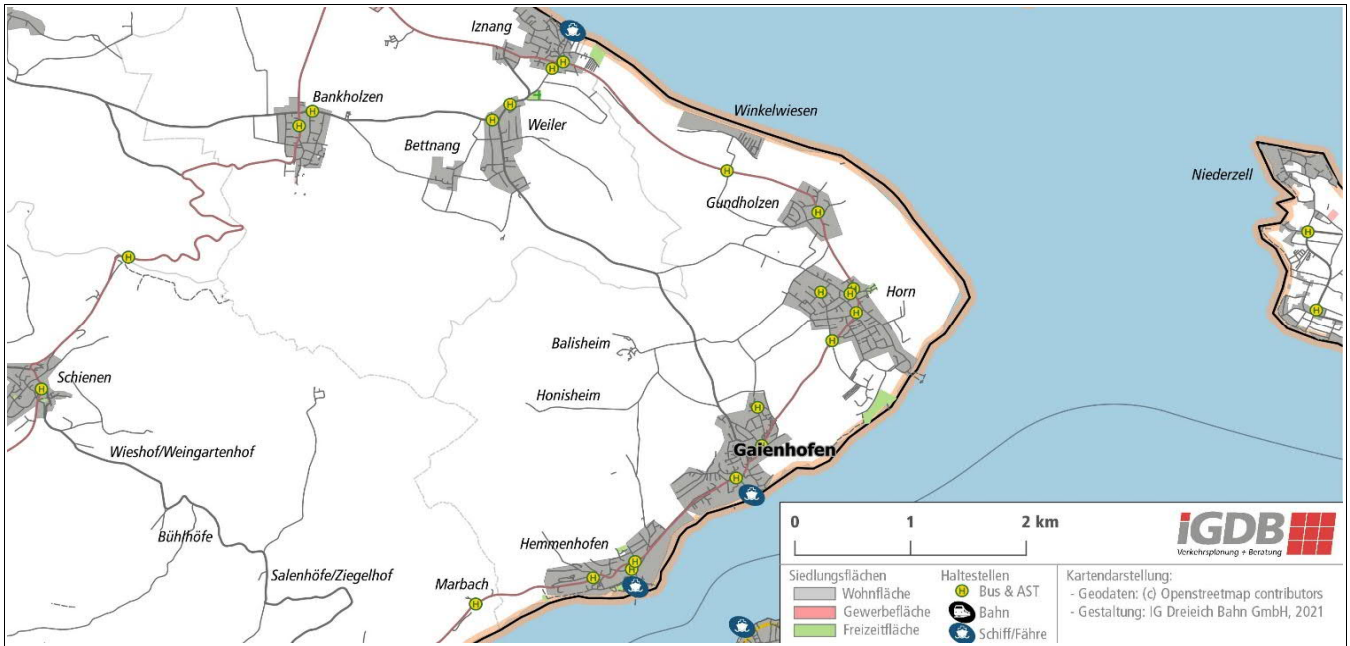 Iznang
Winkelwiesen
Bankholzen
Weiler
Bettnang
Niederzell
Gundholzen
Horn
Balisheim
Schienen
Honisheim
Wieshof/Weingartenhof
Gaienhofen
Bühlhöfe
Hemmenhofen
Salenhöfe/Ziegelhof
Marbach
0 1 2 km
iGDB
Verkehrsplanung + Beratung
Siedlungsflächen
Wohnfläche
Gewerbefläche
Freizeitfläche
Haltestellen
H Bus & AST
Bahn
Schiff/Fähre
Kartendarstellung:
- Geodaten: (c) Openstreetmap contributors
- Gestaltung: IG Dreieich Bahn GmbH, 2021